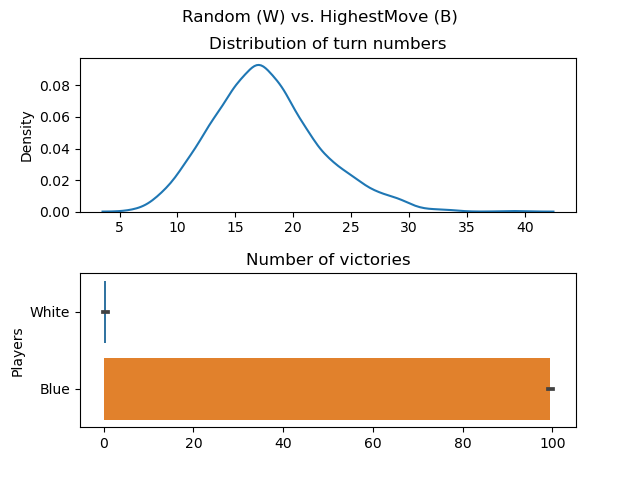 Random (W) vs. HighestMove (B)
Distribution of turn numbers
Density
0.08
0.06
0.04
0.02
0.00
5 10 15 20 25 30 35 40
Number of victories
Players
White
Blue
0 20 40 60 80 100